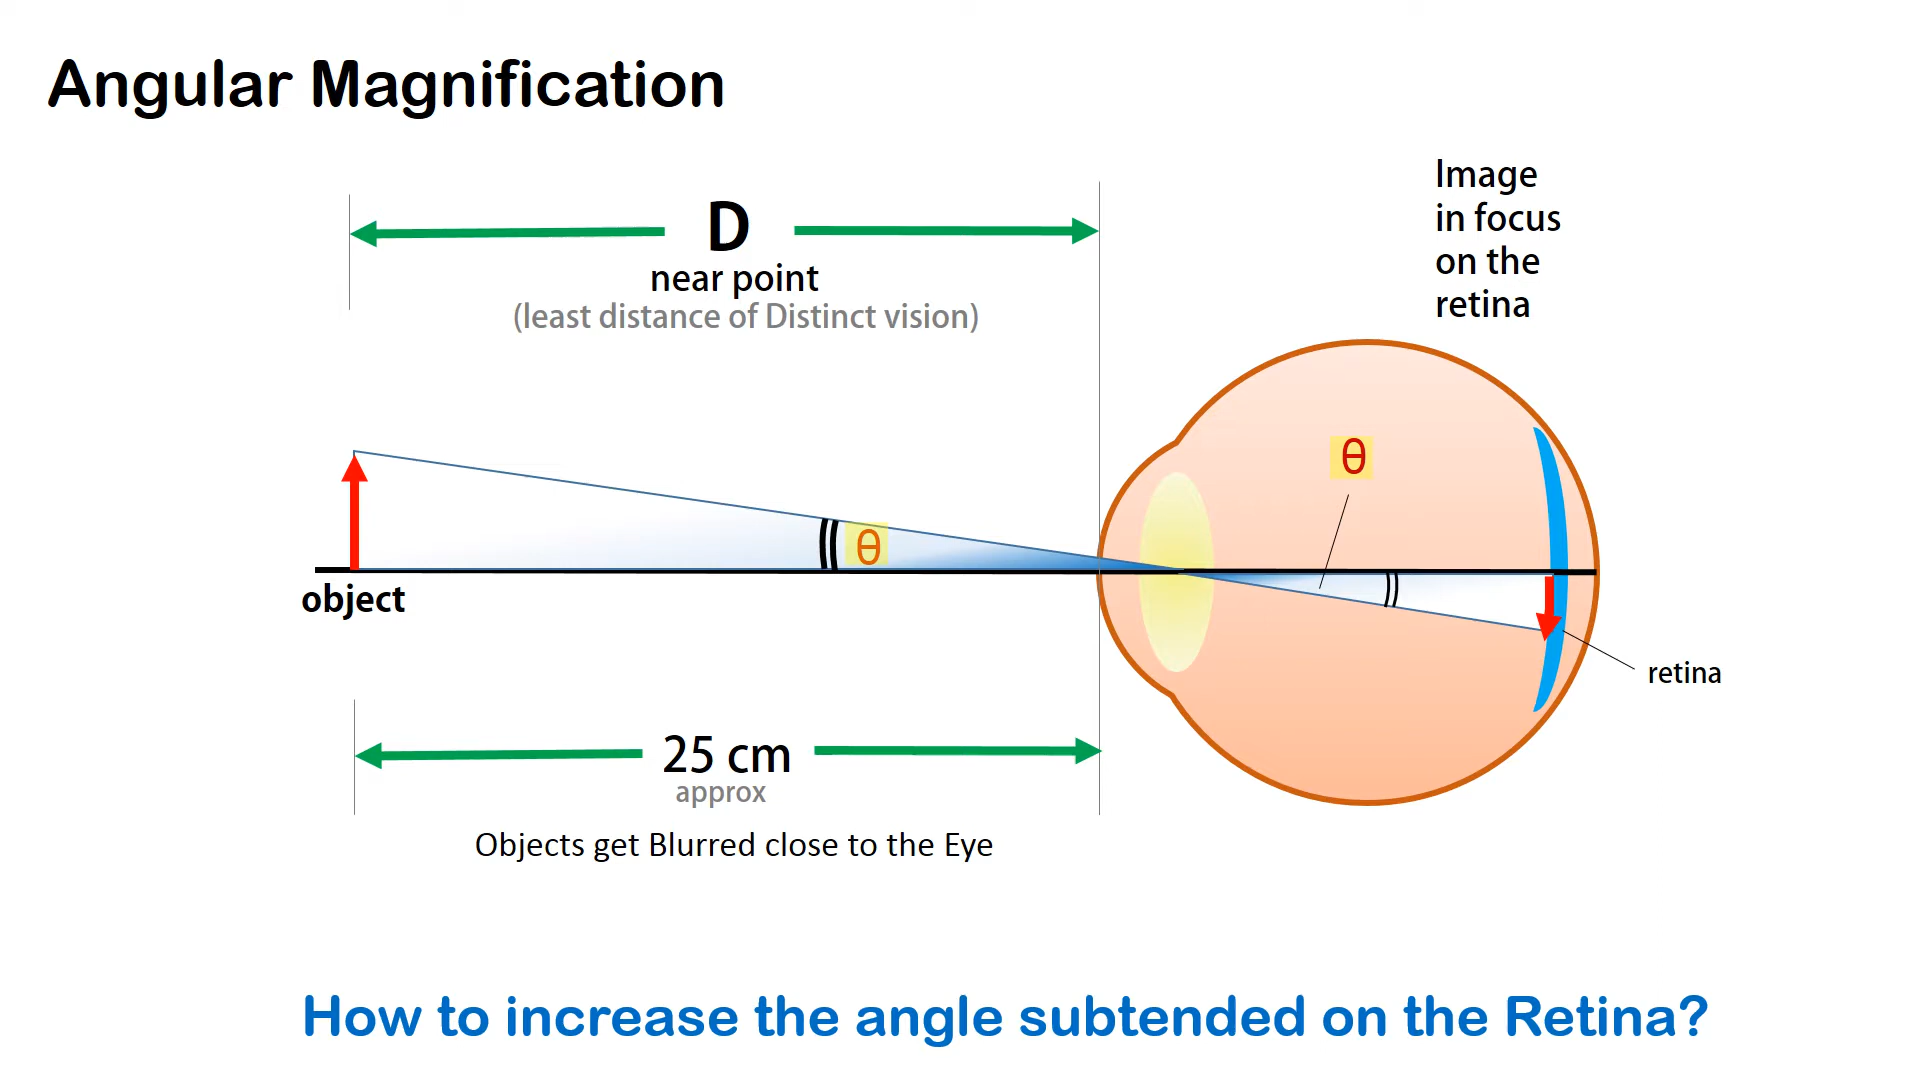 Angular Magnification
Image
in focus
on the
retina
D
near point
(least distance of Distinct vision)
θ
θ
object
retina
25 cm
approx
Objects get Blurred close to the Eye
How to increase the angle subtended on the Retina?